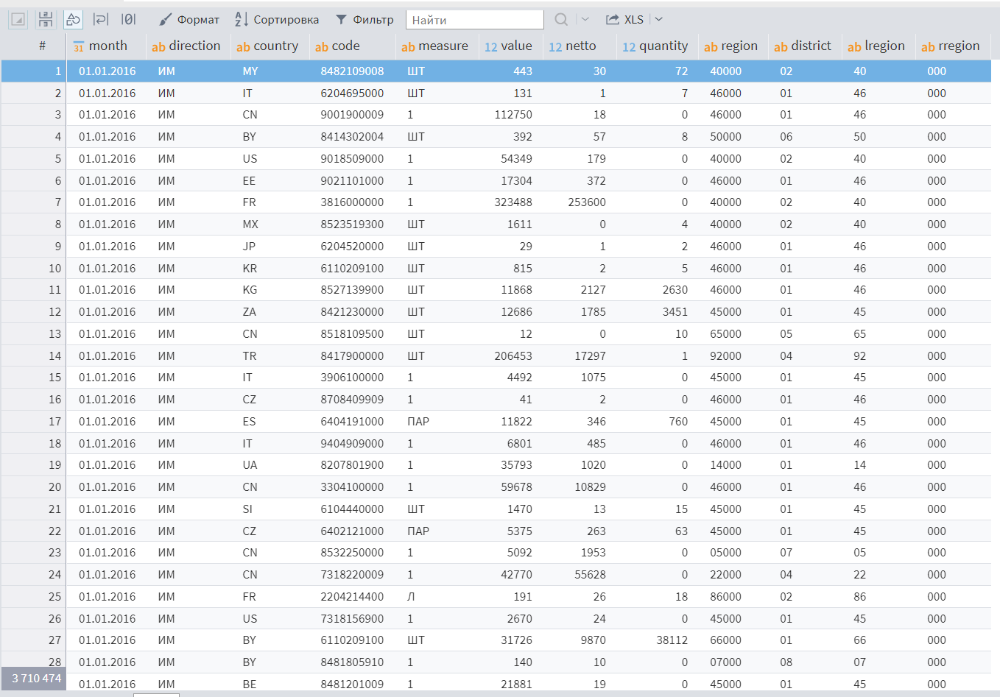 Формат Сортировка Фильтр Найти XLS
# 31 month ab direction ab country ab code ab measure 12 value 12 netto 12 quantity ab region ab district ab lregion ab rregion
1 01.01.2016 ИМ MY 8482109008 ШТ 443 30 72 40000 02 40 000
2 01.01.2016 ИМ IT 6204695000 ШТ 131 1 7 46000 01 46 000
3 01.01.2016 ИМ CN 9001900009 1 112750 18 0 46000 01 46 000
4 01.01.2016 ИМ BY 8414302004 ШТ 392 57 8 50000 06 50 000
5 01.01.2016 ИМ US 9018509000 1 54349 179 0 40000 02 40 000
6 01.01.2016 ИМ EE 9021101000 1 17304 372 0 46000 01 46 000
7 01.01.2016 ИМ FR 3816000000 1 323488 253600 0 40000 02 40 000
8 01.01.2016 ИМ MX 8523519300 ШТ 1611 0 4 40000 02 40 000
9 01.01.2016 ИМ JP 6204520000 ШТ 29 1 2 46000 01 46 000
10 01.01.2016 ИМ KR 6110209100 ШТ 815 2 5 46000 01 46 000
11 01.01.2016 ИМ KG 8527139900 ШТ 11868 2127 2630 46000 01 46 000
12 01.01.2016 ИМ ZA 8421230000 ШТ 12686 1785 3451 45000 01 45 000
13 01.01.2016 ИМ CN 8518109500 ШТ 12 0 10 65000 05 65 000
14 01.01.2016 ИМ TR 8417900000 ШТ 206453 17297 1 92000 04 92 000
15 01.01.2016 ИМ IT 3906100000 1 4492 1075 0 45000 01 45 000
16 01.01.2016 ИМ CZ 8708409909 1 41 2 0 46000 01 46 000
17 01.01.2016 ИМ ES 6404191000 ПАР 11822 346 760 45000 01 45 000
18 01.01.2016 ИМ IT 9404909000 1 6801 485 0 46000 01 46 000
19 01.01.2016 ИМ UA 8207801900 1 35793 1020 0 14000 01 14 000
20 01.01.2016 ИМ CN 3304100000 1 59678 10829 0 46000 01 46 000
21 01.01.2016 ИМ SI 6104440000 ШТ 1470 13 15 45000 01 45 000
22 01.01.2016 ИМ CZ 6402121000 ПАР 5375 263 63 45000 01 45 000
23 01.01.2016 ИМ CN 8532250000 1 5092 1953 0 05000 07 05 000
24 01.01.2016 ИМ CN 7318220009 1 42770 55628 0 22000 04 22 000
25 01.01.2016 ИМ FR 2204214400 Л 191 26 18 86000 02 86 000
26 01.01.2016 ИМ US 7318156900 1 2670 24 0 45000 01 45 000
27 01.01.2016 ИМ BY 6110209100 ШТ 31726 9870 38112 66000 01 66 000
28 01.01.2016 ИМ BY 8481805910 1 140 10 0 07000 08 07 000
3 710 474 01.01.2016 ИМ BE 8481201009 1 21881 19 0 45000 01 45 000